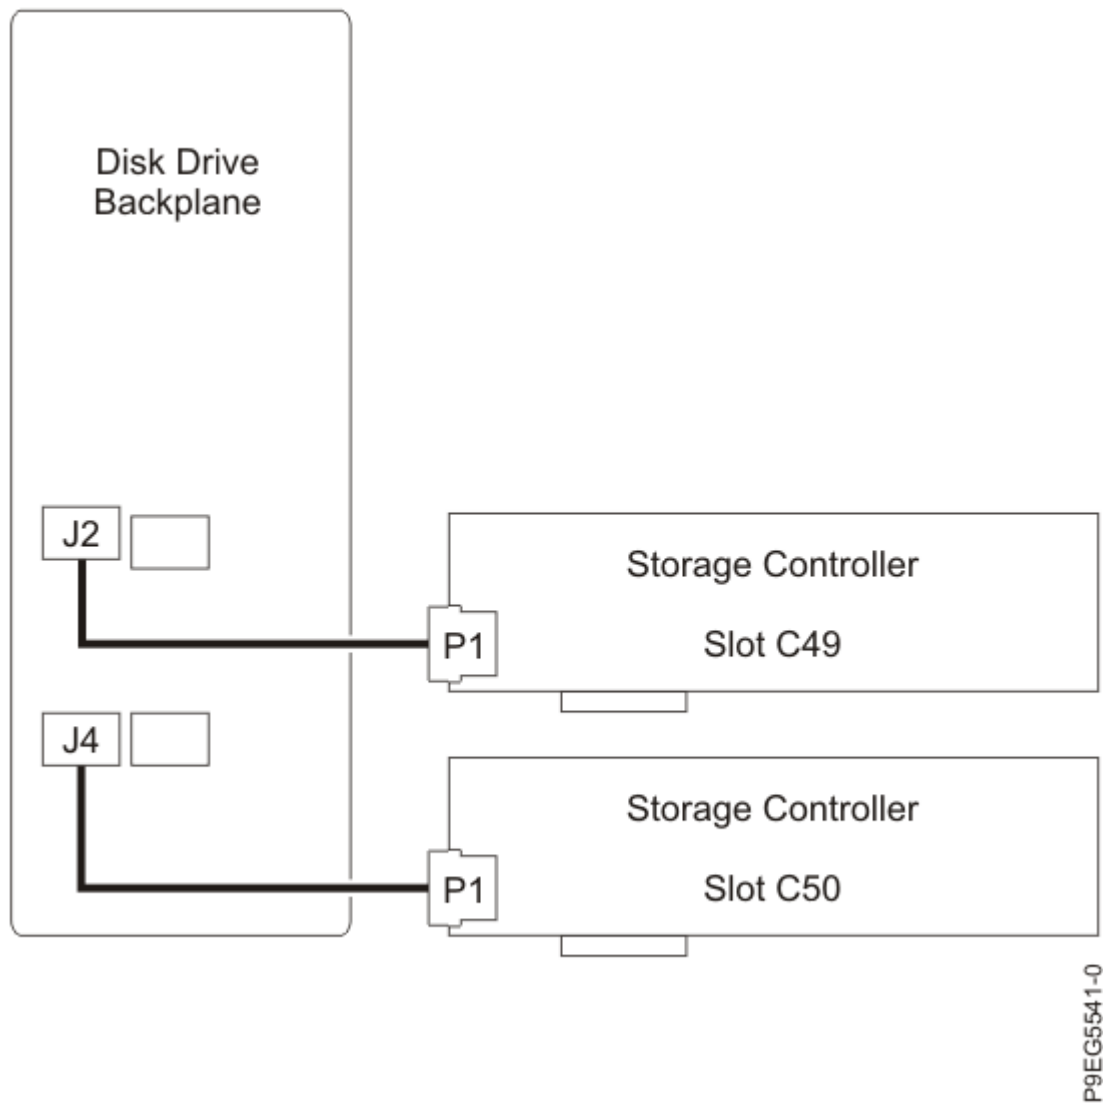 Disk Drive
Backplane
J2
Storage Controller
P1
Slot C49
J4
Storage Controller
P1
Slot C50
P9EG5541-0